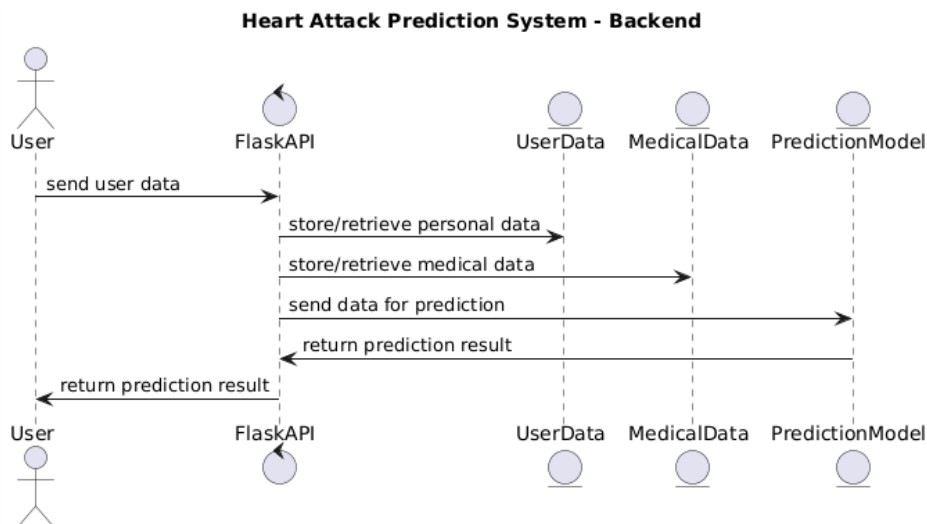 Heart Attack Prediction System - Backend
User FlaskAPI UserData MedicalData PredictionModel
send user data
store/retrieve personal data
store/retrieve medical data
send data for prediction
return prediction result
return prediction result
User FlaskAPI UserData MedicalData PredictionModel